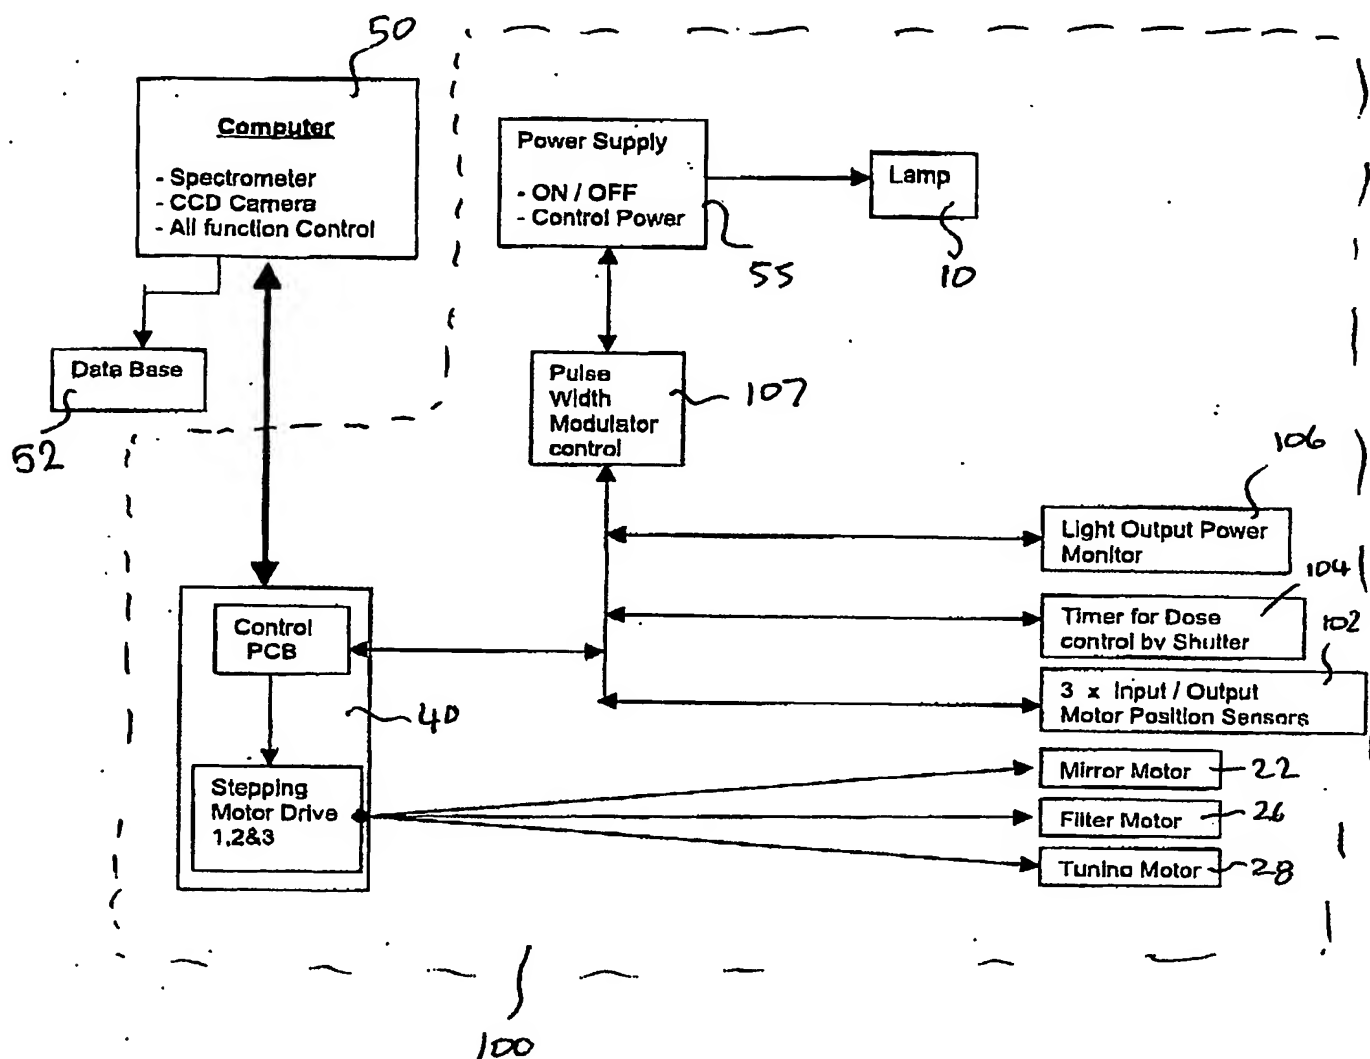 50
Computer
- Spectrometer
- CCD Camera
- All function Control
Power Supply
- ON / OFF
- Control Power
Lamp
55
10
Data Base
52
Pulse
Width
Modulator
control
107
106
Light Output Power
Monitor
104
Timer for Dose
control by Shutter
102
3 x Input / Output
Motor Position Sensors
Control
PCB
40
Stepping
Motor Drive
1,2&3
Mirror Motor
22
Filter Motor
26
Tuning Motor
28
100